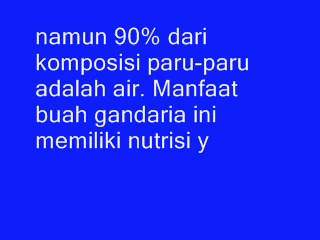 namun 90% dari
komposisi paru-paru
adalah air. Manfaat
buah gandaria ini
memiliki nutrisi y